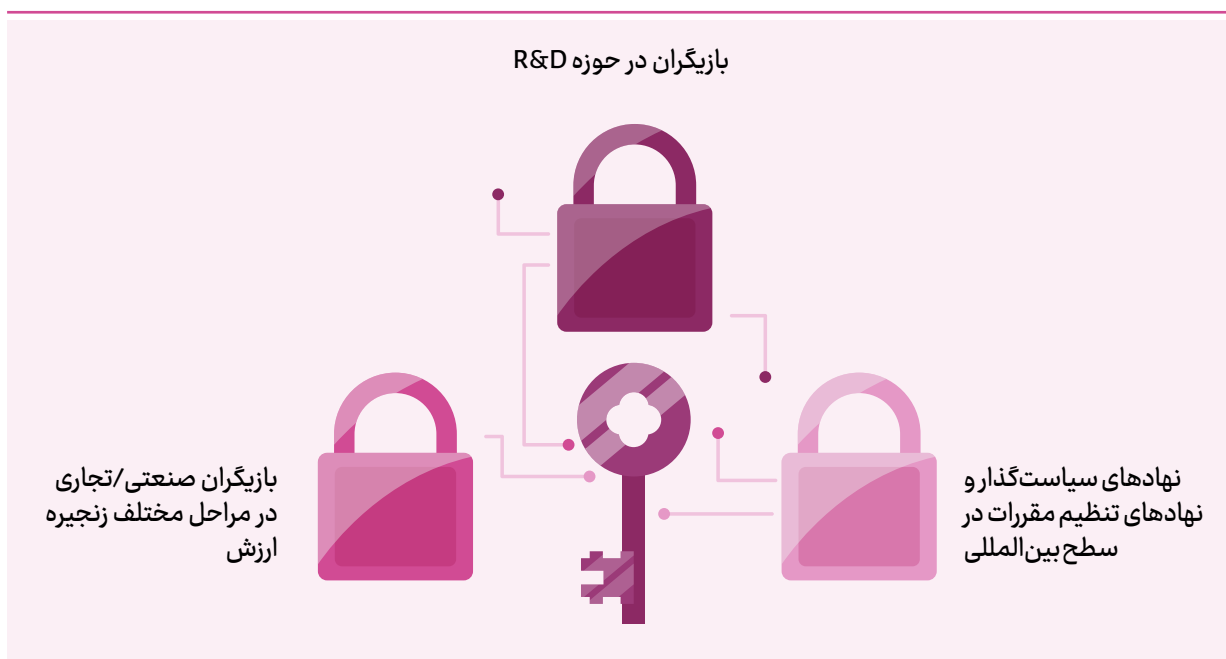 بازیگران در حوزه R&D
نهادهای سیاست‌گذار و
نهادهای تنظیم مقررات در
سطح بین‌المللی
بازیگران صنعتی/تجاری
در مراحل مختلف زنجیره
ارزش